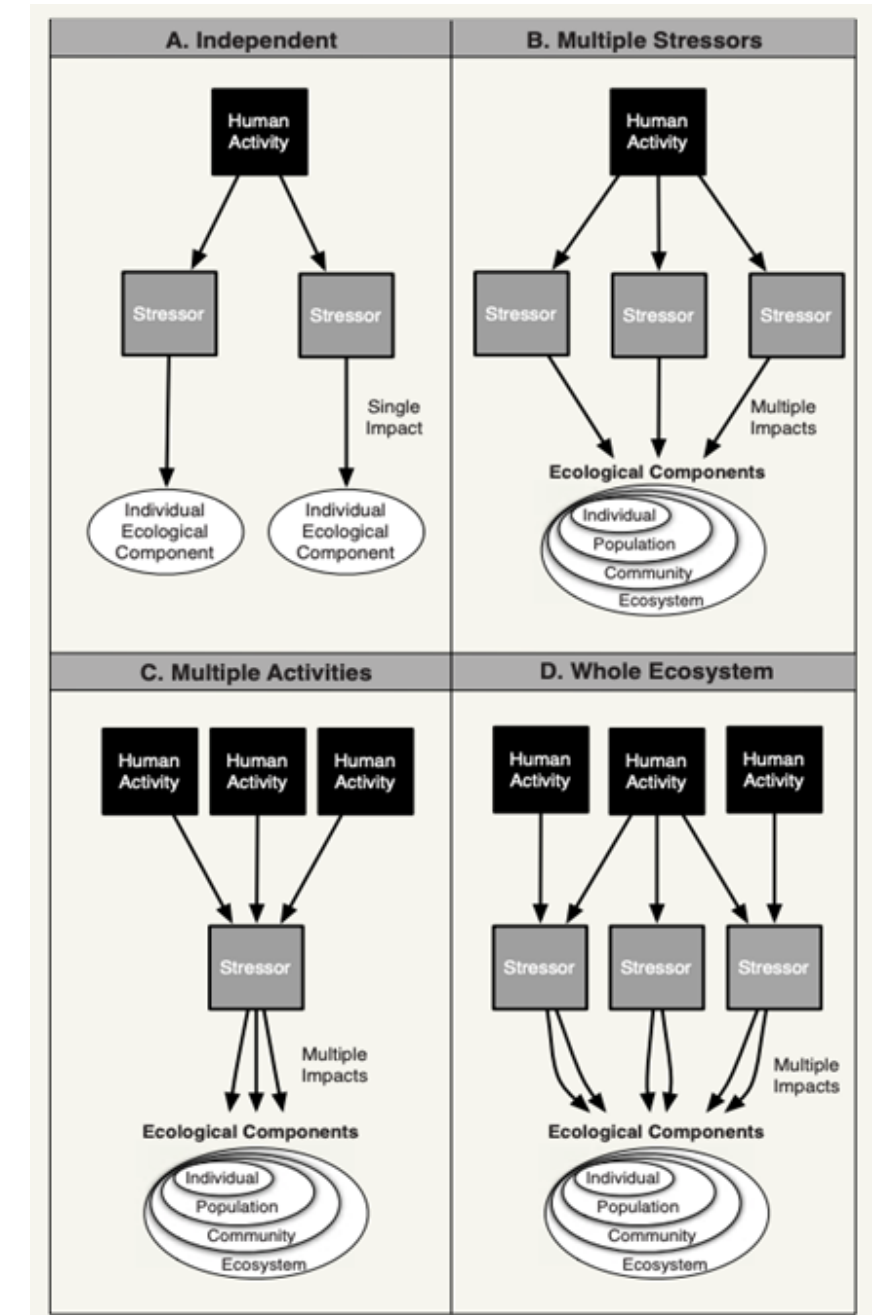 A. Independent
Human
Activity
Stressor
Stressor
Single
Impact
Individual
Ecological
Component
Individual
Ecological
Component
B. Multiple Stressors
Human
Activity
Stressor
Stressor
Stressor
Multiple
Impacts
Ecological Components
Individual
Population
Community
Ecosystem
C. Multiple Activities
Human
Activity
Human
Activity
Human
Activity
Stressor
Multiple
Impacts
Ecological Components
Individual
Population
Community
Ecosystem
D. Whole Ecosystem
Human
Activity
Human
Activity
Human
Activity
Stressor
Stressor
Stressor
Multiple
Impacts
Ecological Components
Individual
Population
Community
Ecosystem